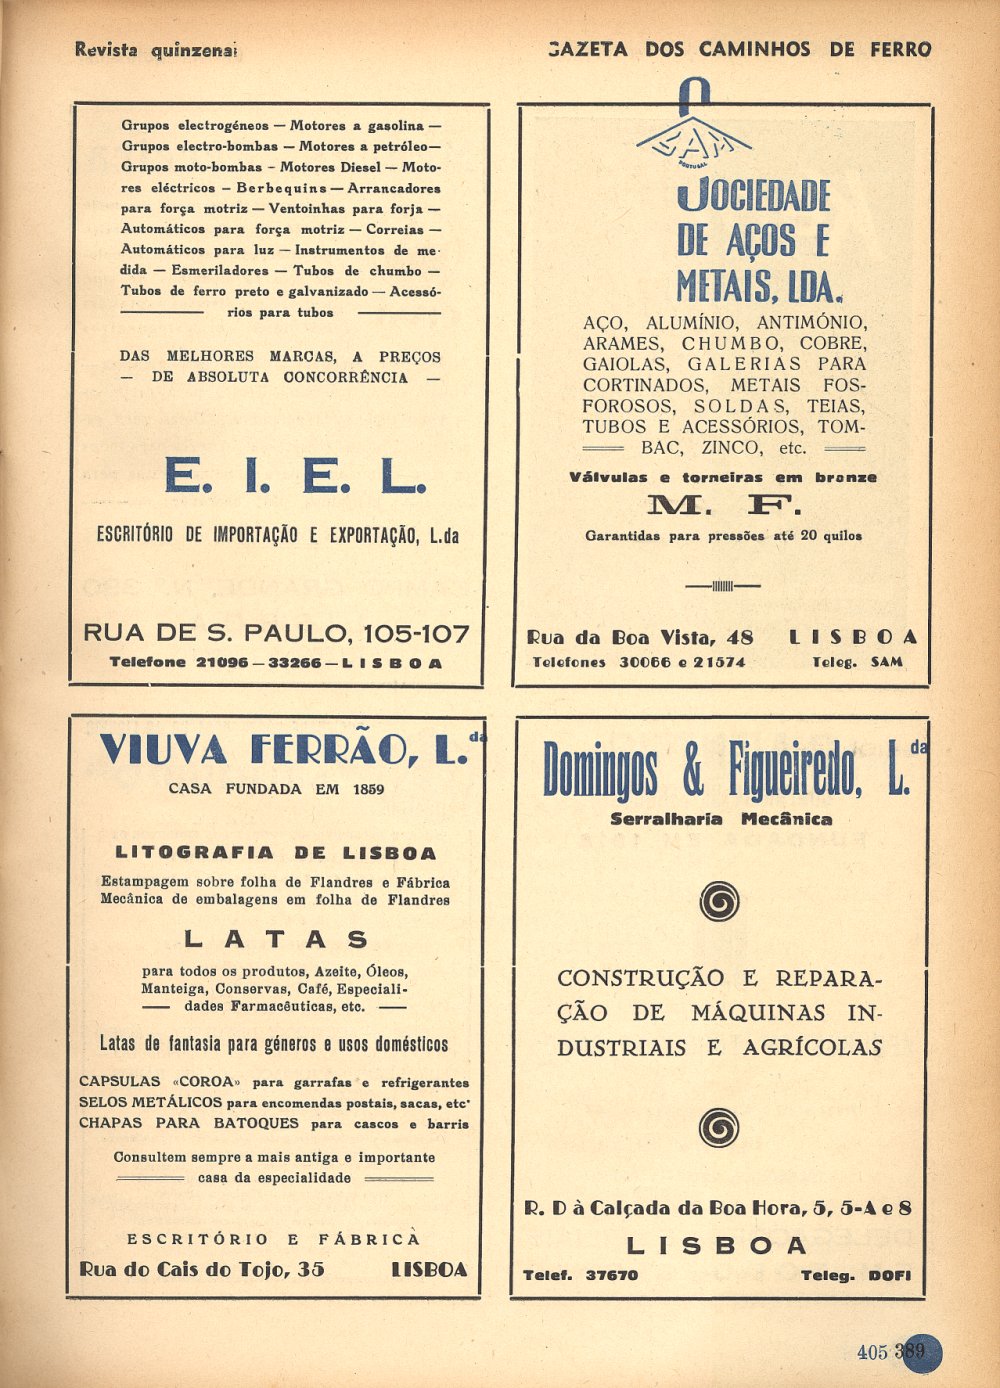 Revista quinzenal
GAZETA DOS CAMINHOS DE FERRO
Grupos electrogéneos — Motores a gasolina —
Grupos electro-bombas — Motores a petróleo—
Grupos moto-bombas - Motores Diesel — Moto-
res eléctricos — Berbequins — Arrancadores
para força motriz — Ventoinhas para forja —
Automáticos para força motriz — Correias —
Automáticos para luz — Instrumentos de me-
dida — Esmeriladores — Tubos de chumbo —
Tubos de ferro preto e galvanizado — Acessó-
rios para tubos
DAS MELHORES MARCAS, A PREÇOS
— DE ABSOLUTA CONCORRÊNCIA —
E. I. E. L.
ESCRITÓRIO DE IMPORTAÇÃO E EXPORTAÇÃO, L.da
RUA DE S. PAULO, 105-107
Telefone 21096 — 33266 — LISBOA
SAM
PORTUGAL
SOCIEDADE
DE AÇOS E
METAIS, LDA.
AÇO, ALUMÍNIO, ANTIMÓNIO,
ARAMES, CHUMBO, COBRE,
GAIOLAS, GALERIAS PARA
CORTINADOS, METAIS FOS-
FOROSOS, SOLDAS, TEIAS,
TUBOS E ACESSÓRIOS, TOM-
BAC, ZINCO, etc.
Válvulas e torneiras em bronze
M. F.
Garantidas para pressões até 20 quilos
Rua da Boa Vista, 48 LISBOA
Telefones 30066 e 21574 Teleg. SAM
VIUVA FERRÃO, L.da
CASA FUNDADA EM 1859
LITOGRAFIA DE LISBOA
Estampagem sobre folha de Flandres e Fábrica
Mecânica de embalagens em folha de Flandres
LATAS
para todos os produtos, Azeite, Óleos,
Manteiga, Conservas, Café, Especiali-
dades Farmacêuticas, etc.
Latas de fantasia para géneros e usos domésticos
CAPSULAS «COROA» para garrafas e refrigerantes
SELOS METÁLICOS para encomendas postais, sacas, etc.
CHAPAS PARA BATOQUES para cascos e barris
Consultem sempre a mais antiga e importante
casa da especialidade
ESCRITÓRIO E FÁBRICA
Rua do Cais do Tojo, 35 LISBOA
Domingos & Figueiredo, L.da
Serralharia Mecânica
CONSTRUÇÃO E REPARA-
ÇÃO DE MÁQUINAS IN-
DUSTRIAIS E AGRÍCOLAS
R. D à Calçada da Boa Hora, 5, 5-A e 8
LISBOA
Telef. 37670 Teleg. DOFI
405 389